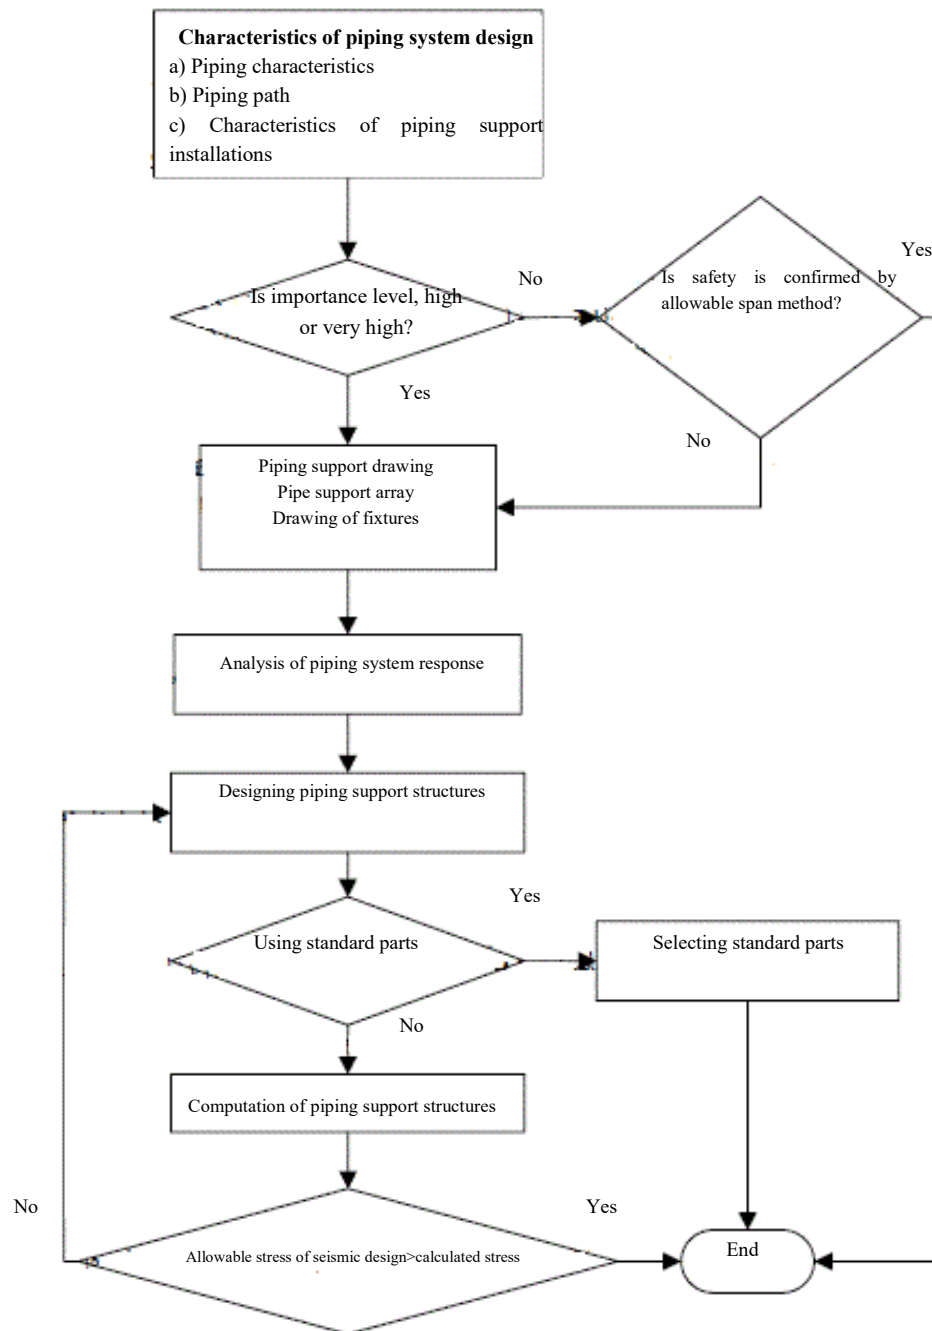 Characteristics of piping system design
a) Piping characteristics
b) Piping path
c) Characteristics of piping support
installations
Is importance level, high
or very high?
No
Is safety is confirmed by
allowable span method?
Yes
Yes
No
Piping support drawing
Pipe support array
Drawing of fixtures
Analysis of piping system response
Designing piping support structures
Using standard parts
Yes
Selecting standard parts
No
Computation of piping support structures
No
Allowable stress of seismic design>calculated stress
Yes
End